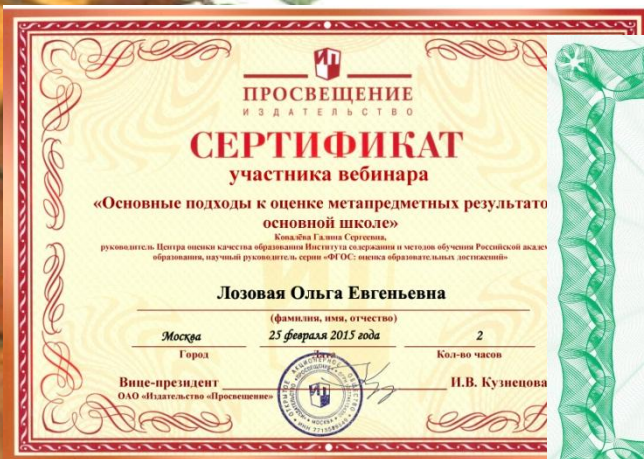 ПРОСВЕЩЕНИЕ
ИЗДАТЕЛЬСТВО
СЕРТИФИКАТ
участника вебинара
«Основные подходы к оценке метапредметных результато
основной школе»
Ковалёва Галина Сергеевна,
руководитель Центра оценки качества образования Института содержания и методов обучения Российской академ
образования, научный руководитель серии «ФГОС: оценка образовательных достижений»
Лозовая Ольга Евгеньевна
(фамилия, имя, отчество)
Москва 25 февраля 2015 года 2
Город Дата Кол-во часов
Вице-президент И.В. Кузнецова
ОАО «Издательство «Просвещение»